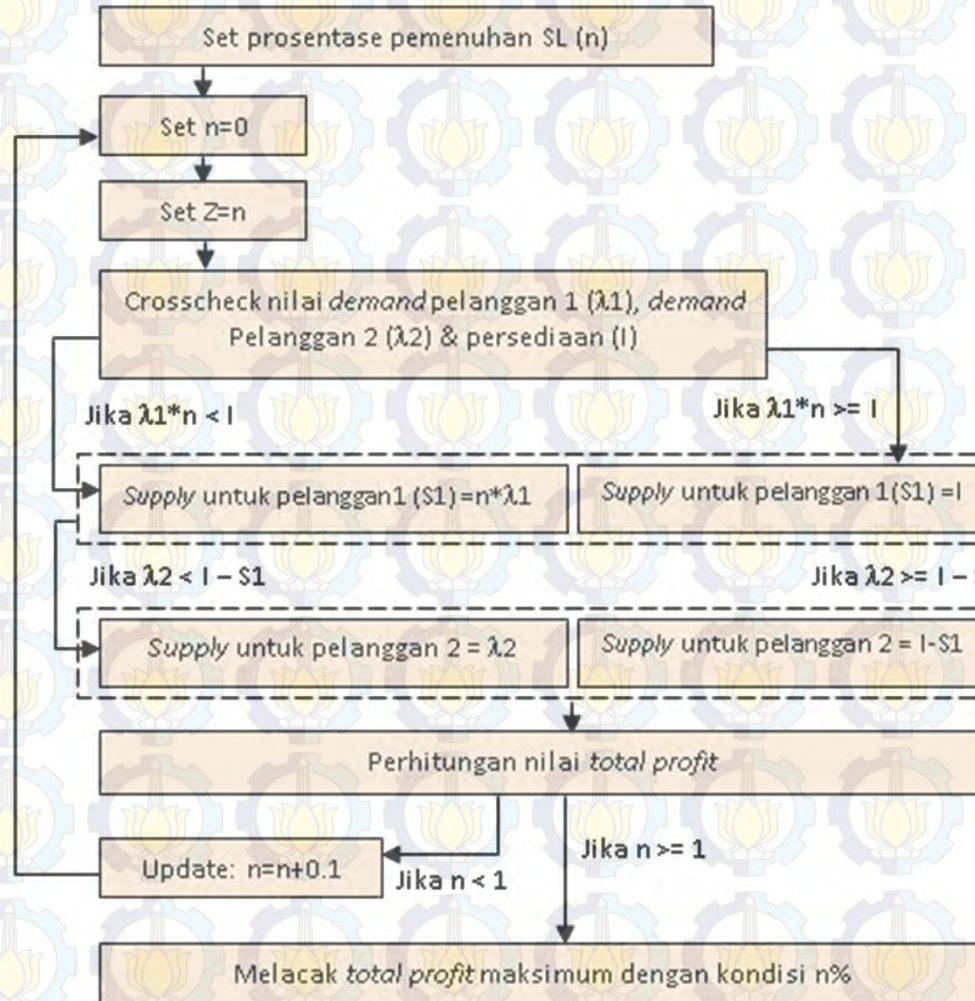 Set prosentase pemenuhan SL (n)
Set n=0
Set Z=n
Crosscheck nilai demand pelanggan 1 (λ1), demand
Pelanggan 2 (λ2) & persediaan (I)
Jika λ1*n < I
Jika λ1*n >= I
Supply untuk pelanggan1 (S1)=n*λ1
Supply untuk pelanggan 1(S1) =I
Jika λ2 < I – S1
Jika λ2 >= I –
Supply untuk pelanggan 2 = λ2
Supply untuk pelanggan 2 = I-S1
Perhitungan nilai total profit
Jika n >= 1
Update: n=n+0.1
Jika n < 1
Melacak total profit maksimum dengan kondisi n%